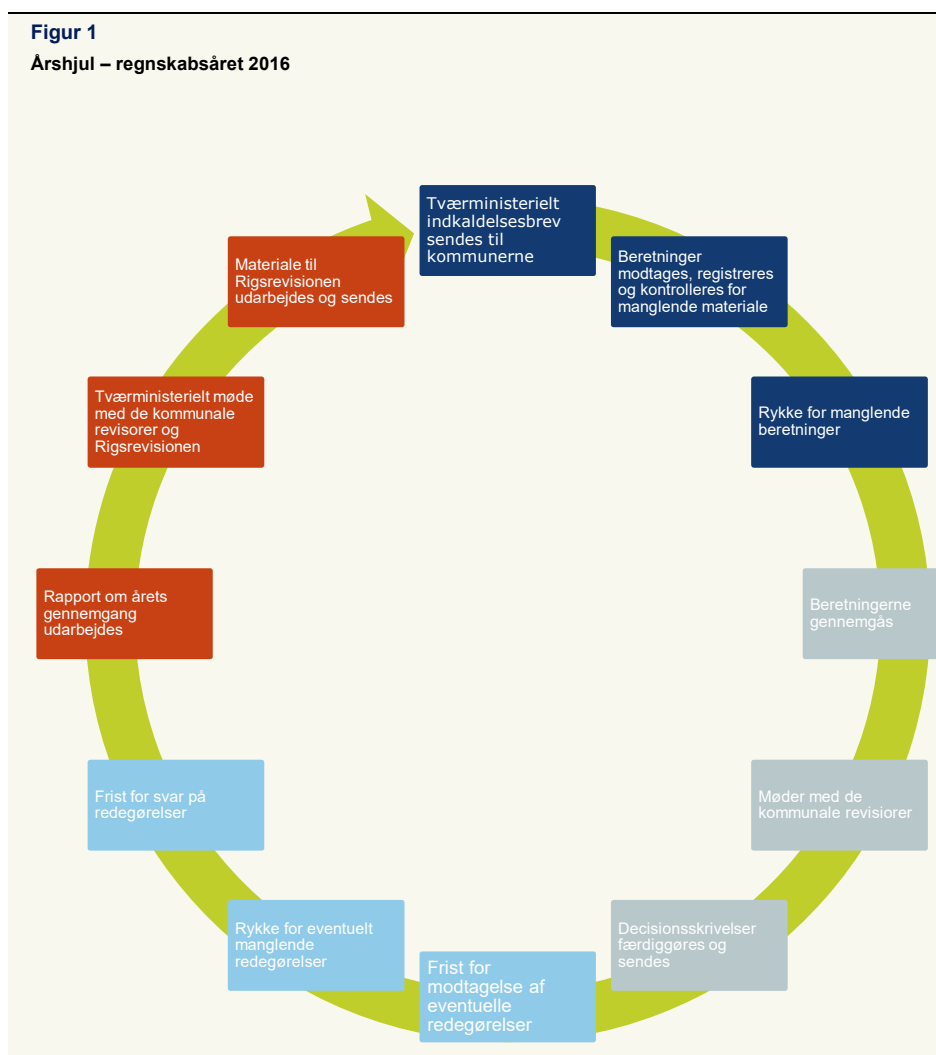 Figur 1
Årshjul – regnskabsåret 2016
Tværministerielt
indkaldelsesbrev
sendes til
kommunerne
Beretninger
modtages, registreres
og kontrolleres for
manglende materiale
Rykke for manglende
beretninger
Beretningerne
gennemgås
Møder med de
kommunale revisiorer
Decisionsskrivelser
færdiggøres og
sendes
Frist for
modtagelse af
eventuelle
redegørelser
Rykke for eventuelt
manglende
redegørelser
Frist for svar på
redegørelser
Rapport om årets
gennemgang
udarbejdes
Tværministerielt møde
med de kommunale
revisorer og
Rigsrevisionen
Materiale til
Rigsrevisionen
udarbejdes og sendes